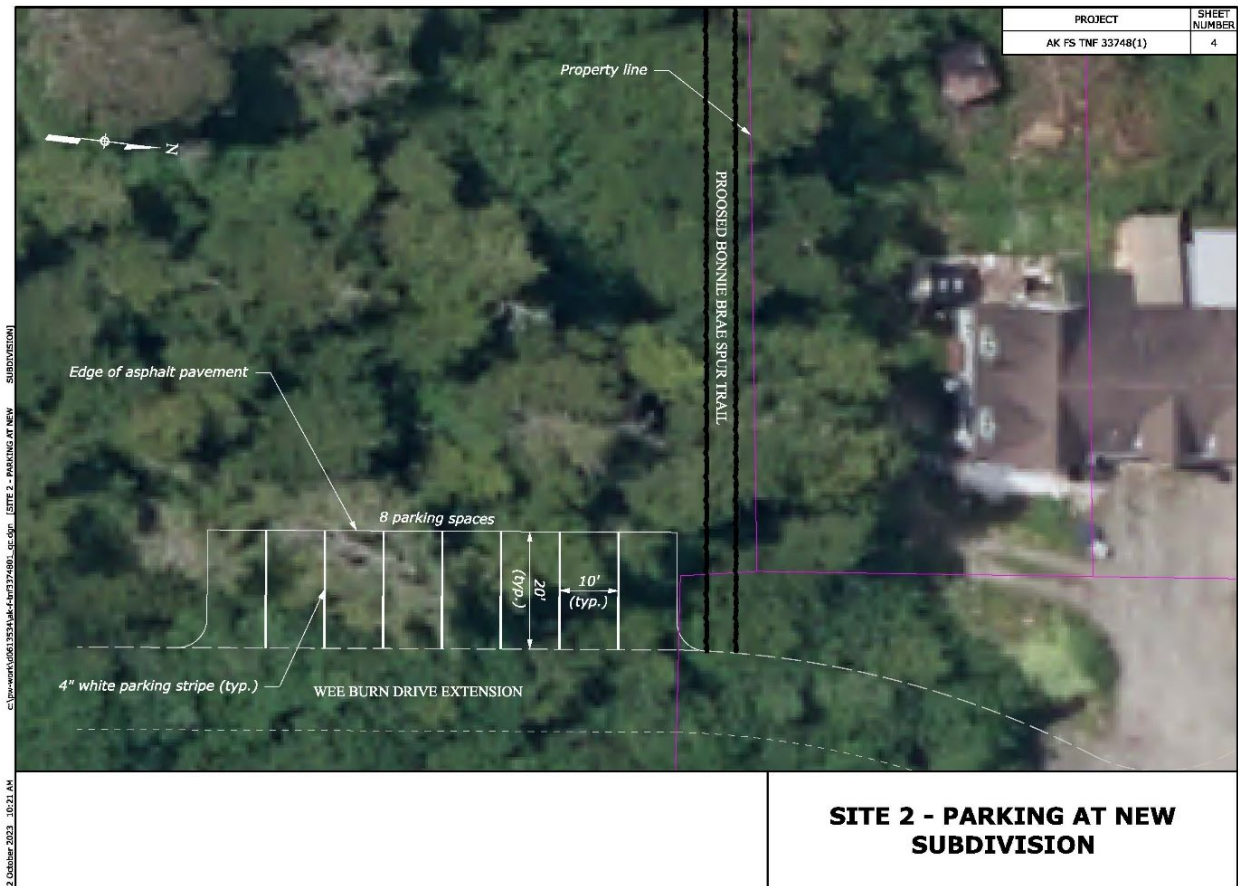 PROJECT
SHEET
NUMBER
AK FS TNF 33748(1)
4
Property line
N
PROOSED BONNIE BRAE SPUR TRAIL
Edge of asphalt pavement
8 parking spaces
20'
(typ.)
10'
(typ.)
4" white parking stripe (typ.)
WEE BURN DRIVE EXTENSION
SITE 2 - PARKING AT NEW
SUBDIVISION
[SITE 2 - PARKING AT NEW SUBDIVISION]
2 October 2023 10:21 AM